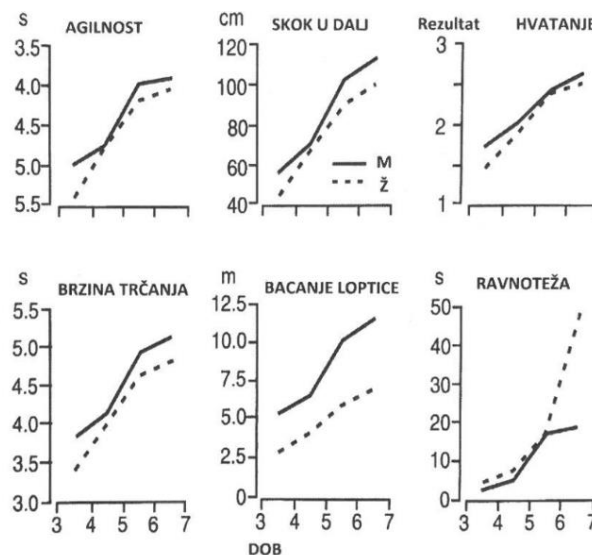 s AGILNOST
3.5
4.0
4.5
5.0
5.5
cm SKOK U DALJ
120
100
80
60
40
M
Ž
Rezultat HVATANJE
3
2
1
s BRZINA TRČANJA
5.5
5.0
4.5
4.0
3.5
3.0
3 4 5 6 7
m BACANJE LOPTICE
12.5
10.0
7.5
5.0
2.5
0
3 4 5 6 7
DOB
s RAVNOTEŽA
50
40
30
20
10
0
3 4 5 6 7